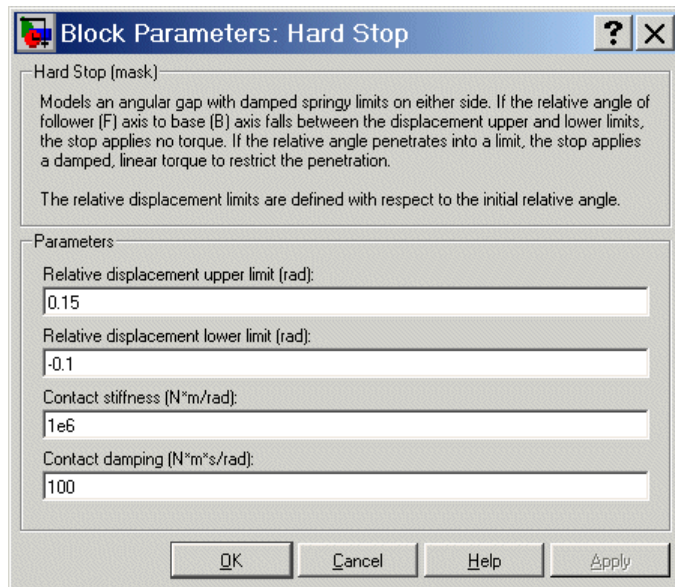 Block Parameters: Hard Stop
Hard Stop (mask)
Models an angular gap with damped springy limits on either side. If the relative angle of
follower (F) axis to base (B) axis falls between the displacement upper and lower limits,
the stop applies no torque. If the relative angle penetrates into a limit, the stop applies
a damped, linear torque to restrict the penetration.
The relative displacement limits are defined with respect to the initial relative angle.
Parameters
Relative displacement upper limit (rad):
0.15
Relative displacement lower limit (rad):
-0.1
Contact stiffness (N*m/rad):
1e6
Contact damping (N*m*s/rad):
100
OK Cancel Help Apply